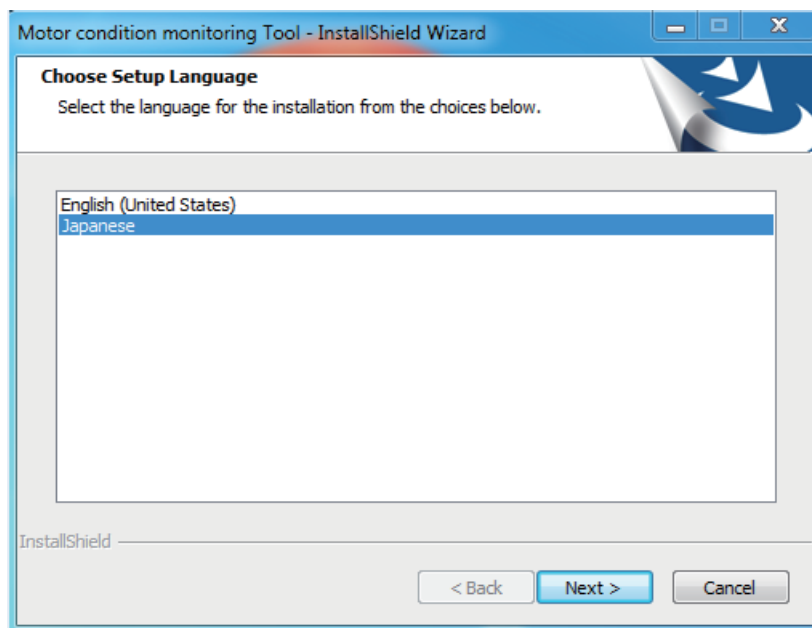 Motor condition monitoring Tool - InstallShield Wizard
Choose Setup Language
Select the language for the installation from the choices below.
English (United States)
Japanese
InstallShield
< Back
Next >
Cancel